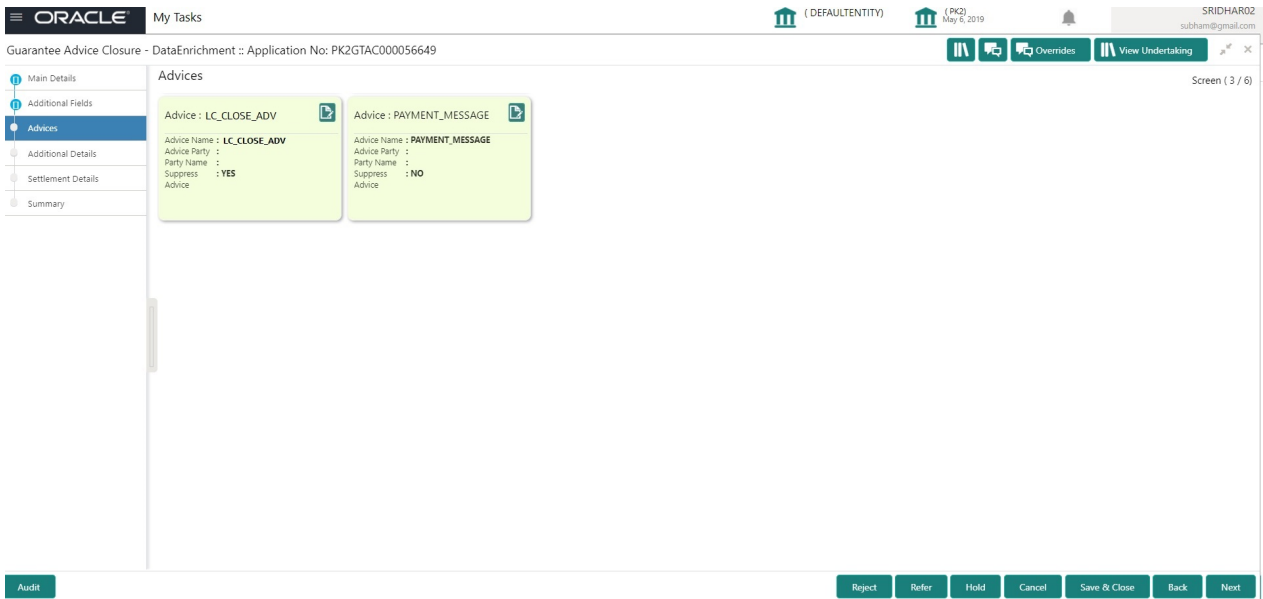 ORACLE
My Tasks
( DEFAULTENTITY)
( PK2)
May 6, 2019
SRIDHAR02
subham@gmail.com
Guarantee Advice Closure - DataEnrichment :: Application No: PK2GTAC000056649
Overrides
View Undertaking
Main Details
Additional Fields
Advices
Additional Details
Settlement Details
Summary
Advices
Screen ( 3 / 6)
Advice : LC_CLOSE_ADV
Advice Name : LC_CLOSE_ADV
Advice Party :
Party Name :
Suppress : YES
Advice
Advice : PAYMENT_MESSAGE
Advice Name : PAYMENT_MESSAGE
Advice Party :
Party Name :
Suppress : NO
Advice
Audit
Reject
Refer
Hold
Cancel
Save & Close
Back
Next